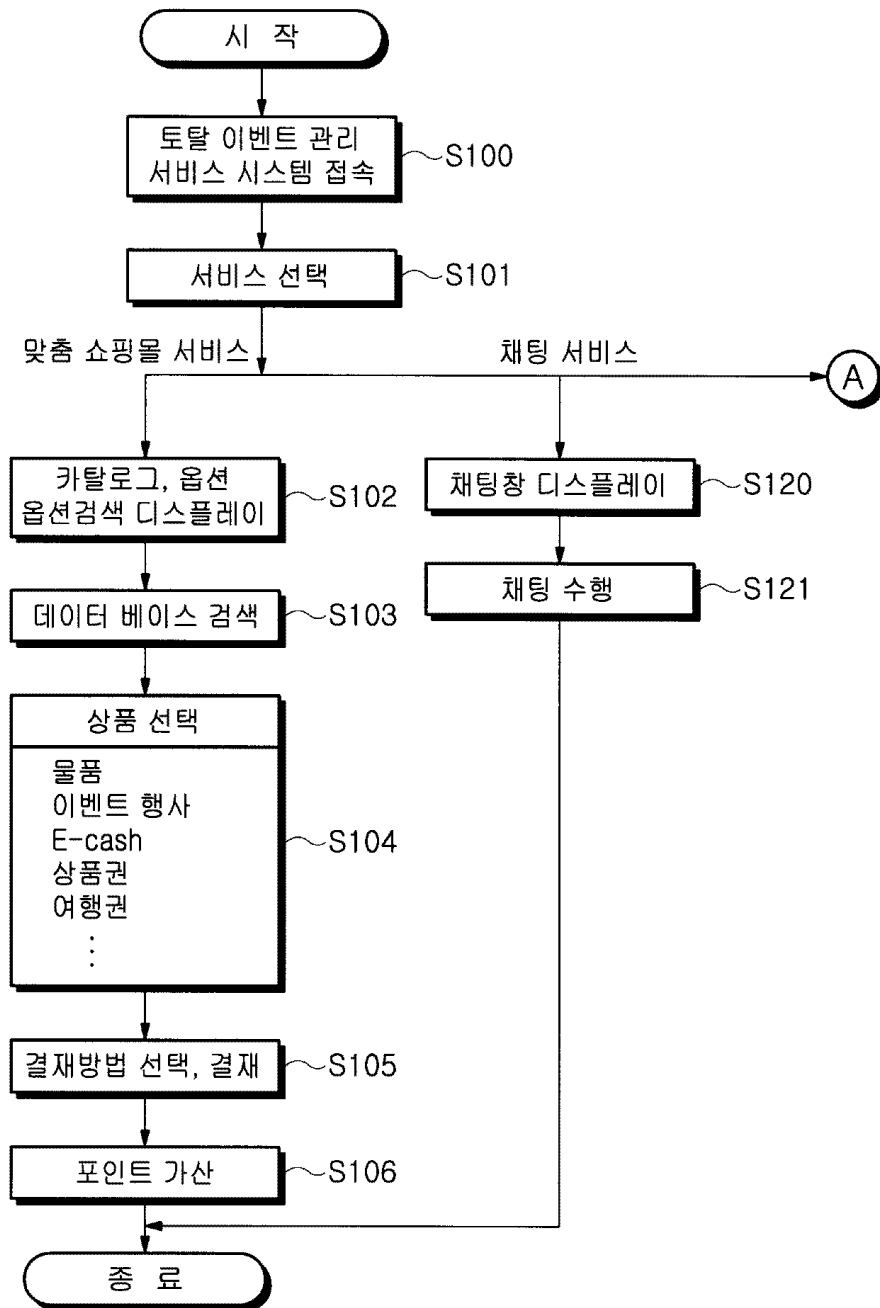 시 작
토탈 이벤트 관리
서비스 시스템 접속
S100
서비스 선택
S101
맞춤 쇼핑몰 서비스
채팅 서비스
A
카탈로그, 옵션
옵션검색 디스플레이
S102
데이터 베이스 검색
S103
상품 선택
물품
이벤트 행사
E-cash
상품권
여행권
⋮
S104
결재방법 선택, 결재
S105
포인트 가산
S106
채팅창 디스플레이
S120
채팅 수행
S121
종 료